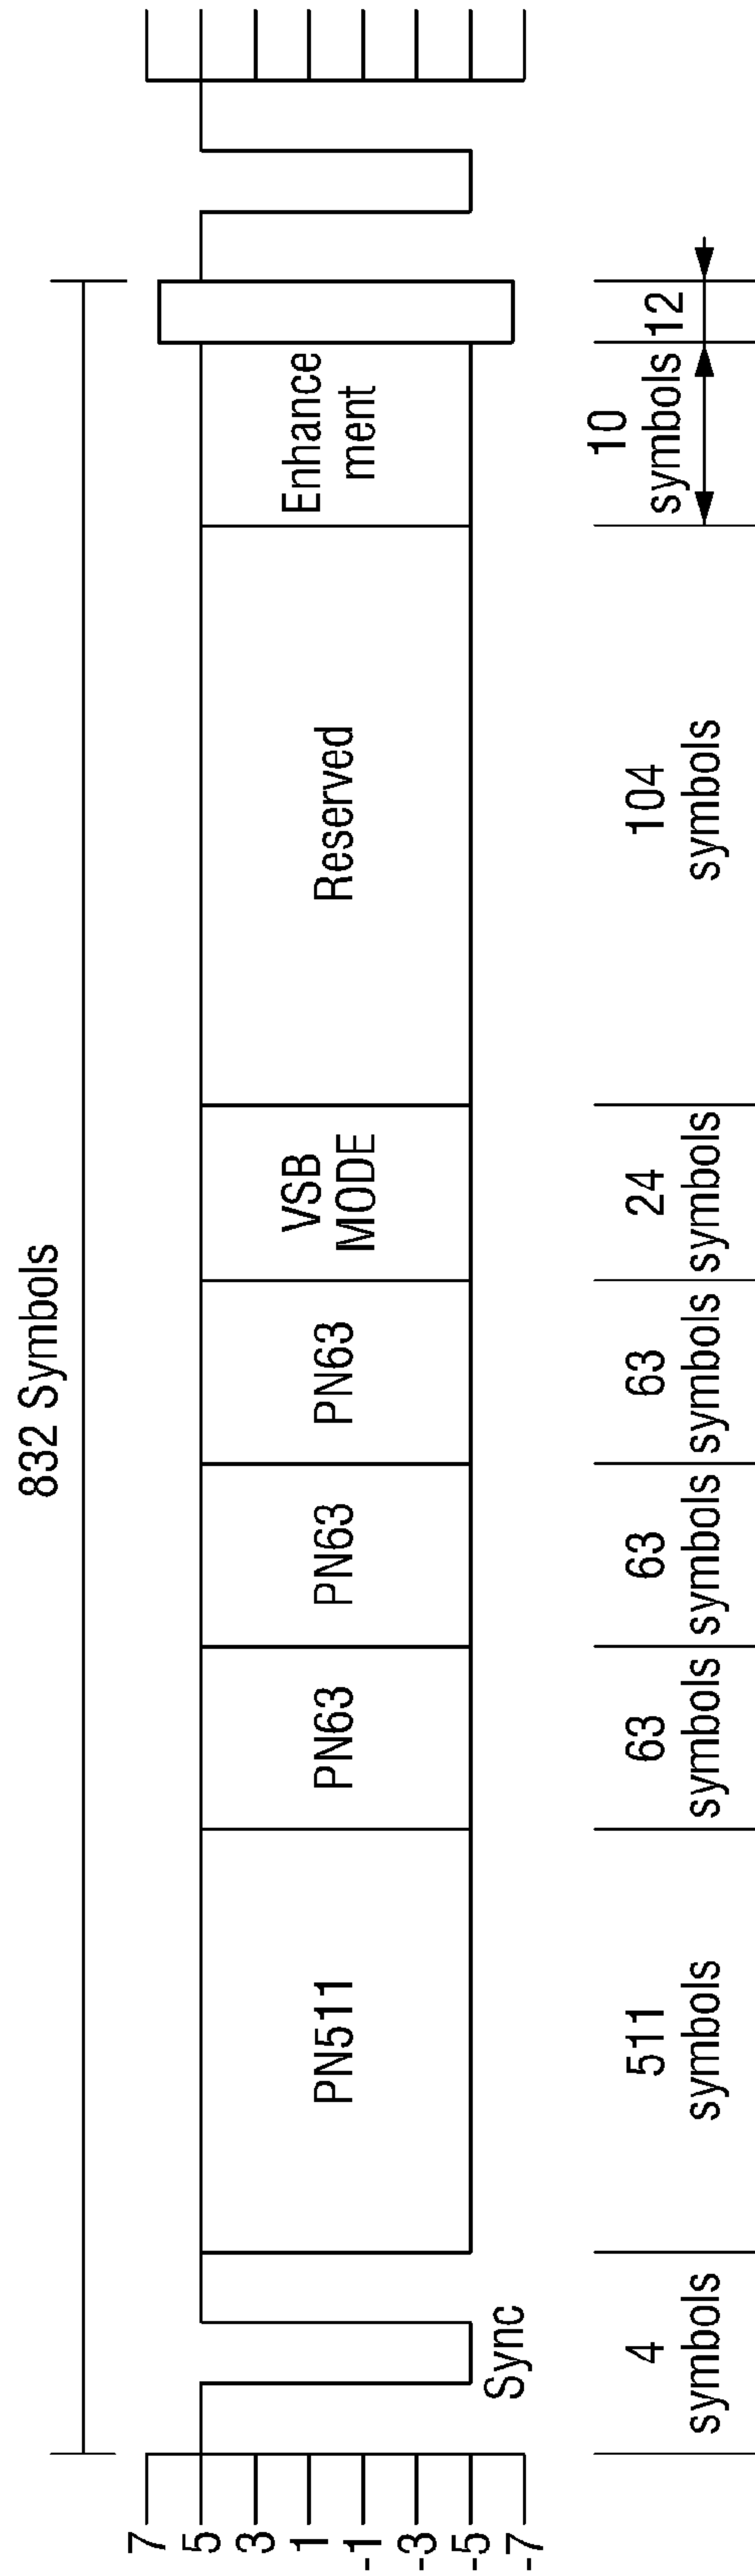 832 Symbols
7
5
3
1
-1
-3
-5
-7
Sync
PN511
PN63
PN63
PN63
VSB
MODE
Reserved
Enhance
ment
4
symbols
511
symbols
63
symbols
63
symbols
63
symbols
24
symbols
104
symbols
10
symbols
12